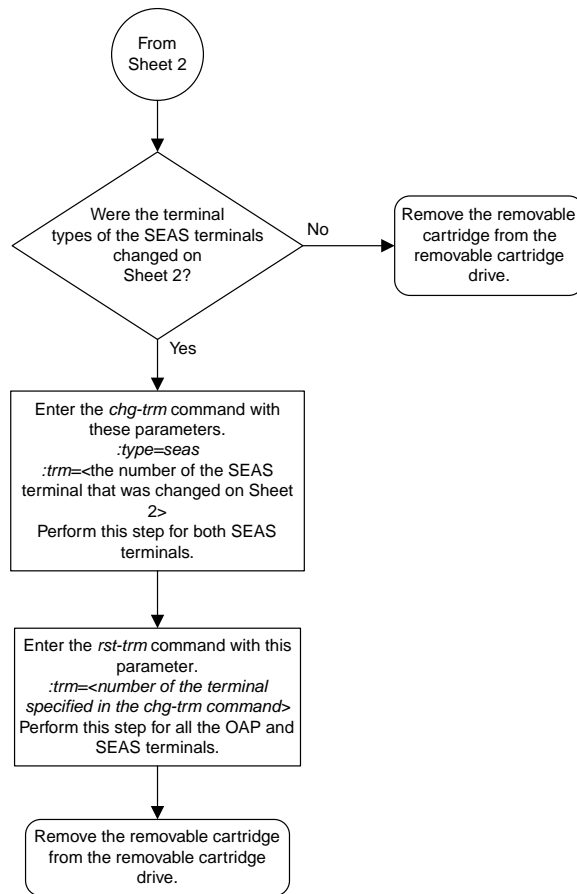 From
Sheet 2
Were the terminal
types of the SEAS terminals
changed on
Sheet 2?
No
Remove the removable
cartridge from the
removable cartridge
drive.
Yes
Enter the chg-trm command with
these parameters.
:type=seas
:trm=<the number of the SEAS
terminal that was changed on Sheet
2>
Perform this step for both SEAS
terminals.
Enter the rst-trm command with this
parameter.
:trm=<number of the terminal
specified in the chg-trm command>
Perform this step for all the OAP and
SEAS terminals.
Remove the removable cartridge
from the removable cartridge
drive.